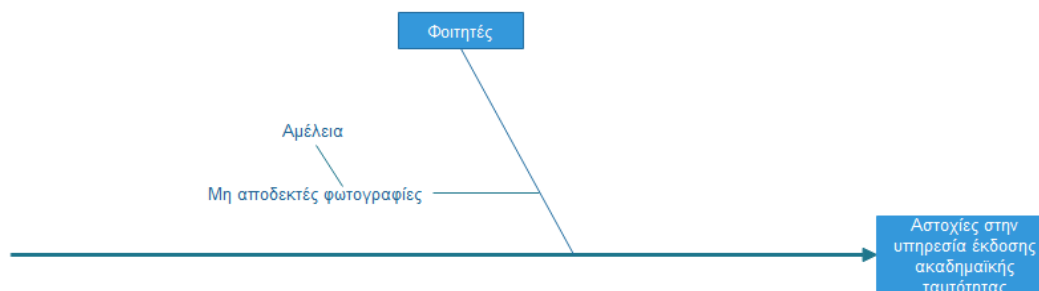 Φοιτητές
Αμέλεια
Μη αποδεκτές φωτογραφίες
Αστοχίες στην
υπηρεσία έκδοσης
ακαδημαϊκής
ταυτότητας